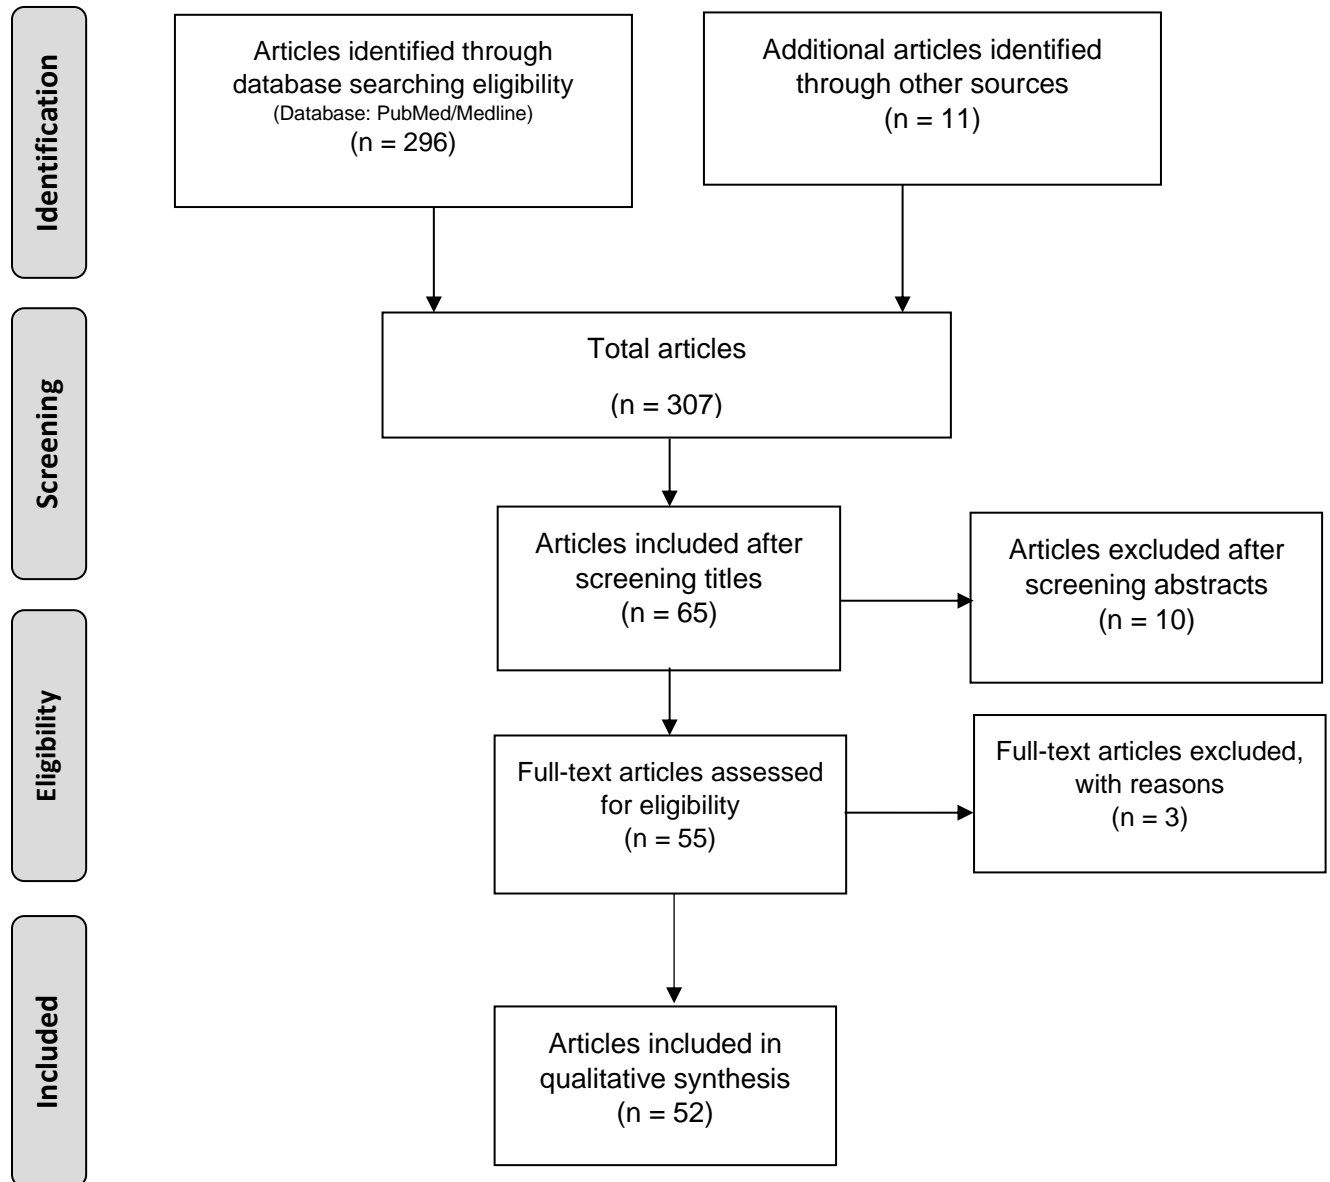 Identification
Articles identified through
database searching eligibility
(Database: PubMed/Medline)
(n = 296)
Additional articles identified
through other sources
(n = 11)
Screening
Total articles
(n = 307)
Articles included after
screening titles
(n = 65)
Articles excluded after
screening abstracts
(n = 10)
Eligibility
Full-text articles assessed
for eligibility
(n = 55)
Full-text articles excluded,
with reasons
(n = 3)
Included
Articles included in
qualitative synthesis
(n = 52)